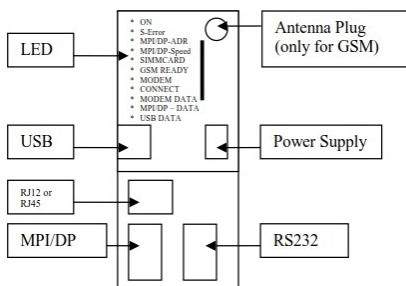 LED
* ON
* S-Error
* MPI/DP-ADR
* MPI/DP-Speed
* SIMMCARD
* GSM READY
* MODEM
* CONNECT
* MODEM DATA
* MPI/DP – DATA
* USB DATA
Antenna Plug
(only for GSM)
USB
Power Supply
RJ12 or
RJ45
MPI/DP
RS232